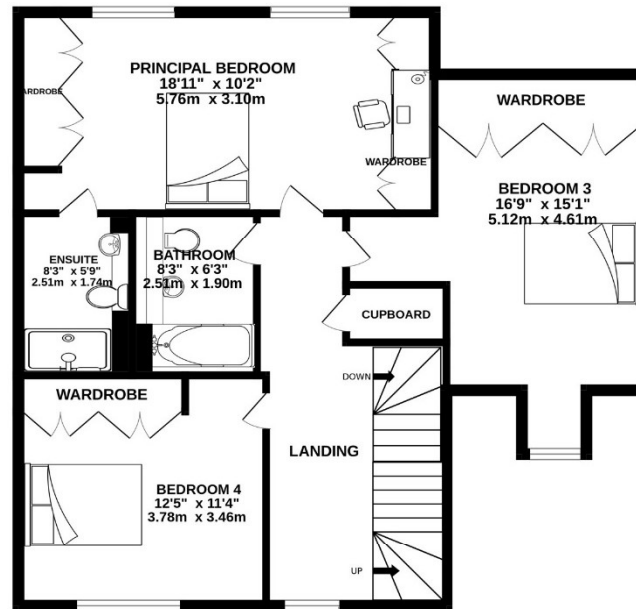 PRINCIPAL BEDROOM
18'11" x 10'2"
5.76m x 3.10m
WARDROBE
WARDROBE
BEDROOM 3
16'9" x 15'1"
5.12m x 4.61m
WARDROBE
ENSUITE
8'3" x 5'9"
2.51m x 1.74m
BATHROOM
8'3" x 6'3"
2.51m x 1.90m
CUPBOARD
DOWN
WARDROBE
LANDING
BEDROOM 4
12'5" x 11'4"
3.78m x 3.46m
UP